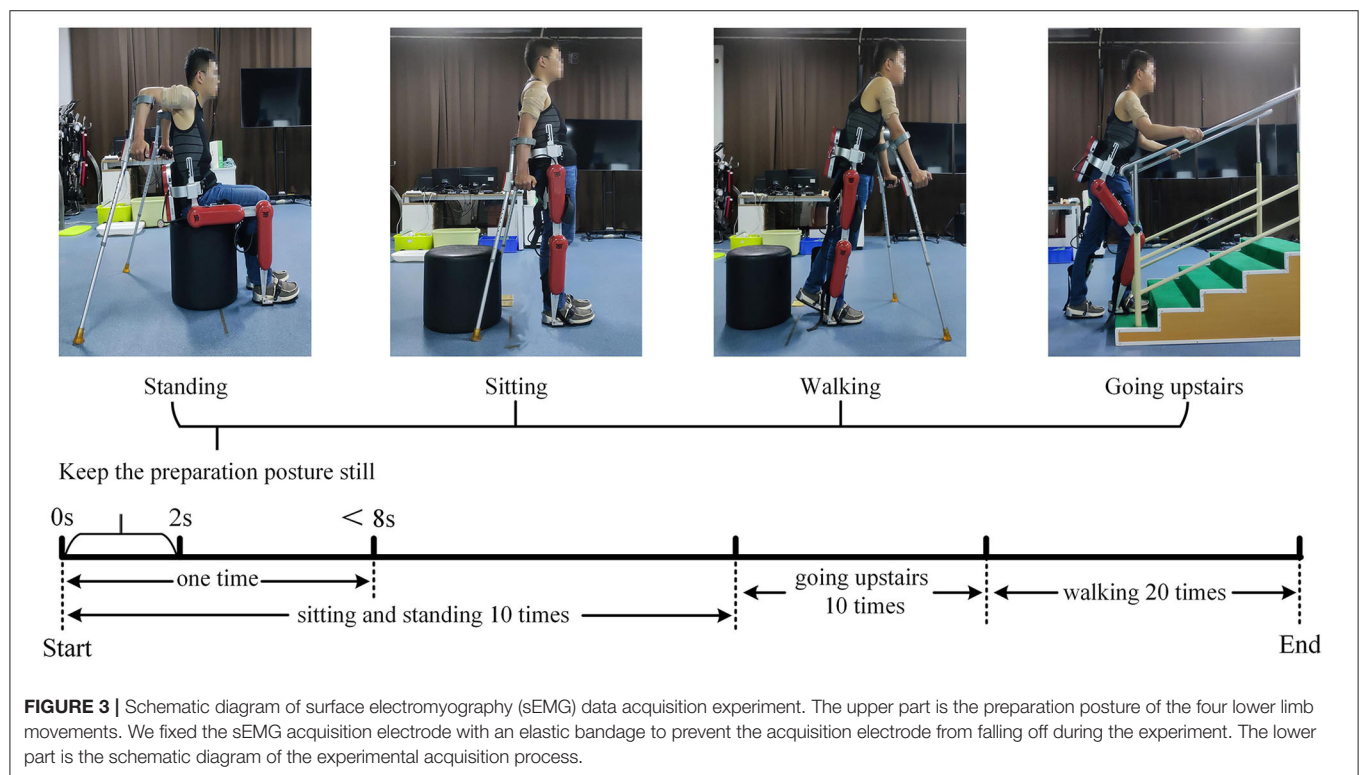 Standing
Sitting
Walking
Going upstairs
Keep the preparation posture still
0s
2s
< 8s
one time
going upstairs
10 times
walking 20 times
sitting and standing 10 times
Start
End
FIGURE 3 | Schematic diagram of surface electromyography (sEMG) data acquisition experiment. The upper part is the preparation posture of the four lower limb
movements. We fixed the sEMG acquisition electrode with an elastic bandage to prevent the acquisition electrode from falling off during the experiment. The lower
part is the schematic diagram of the experimental acquisition process.